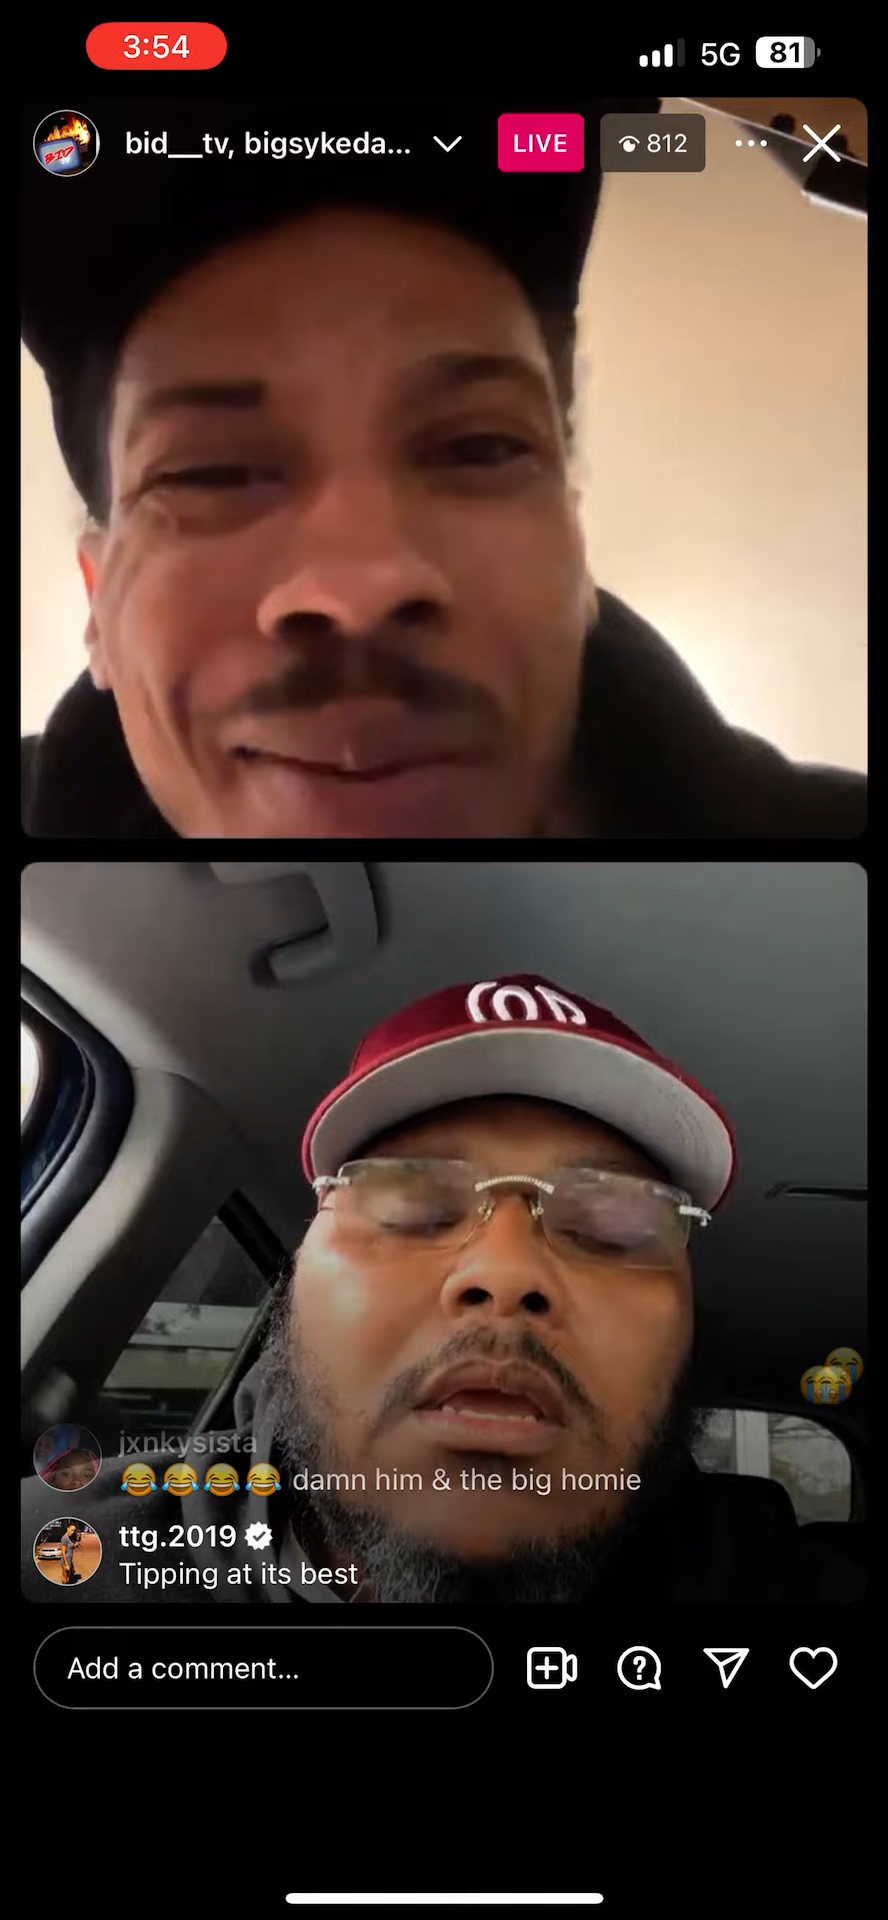 3:54
5G
81
bid__tv, bigsykeda...
LIVE
812
BID
jxnkysista
😂😂😂😂 damn him & the big homie
ttg.2019
Tipping at its best
Add a comment...